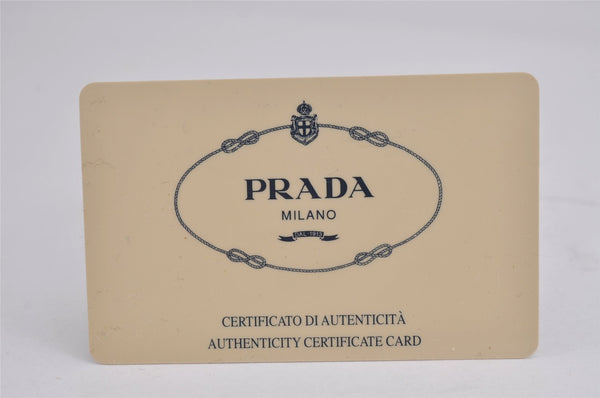 PRADA
MILANO
DAL 1913
CERTIFICATO DI AUTENTICITÀ
AUTHENTICITY CERTIFICATE CARD